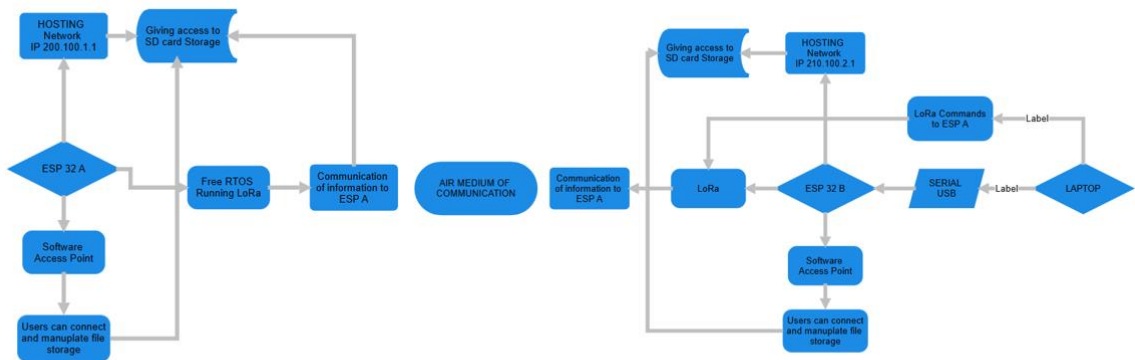 HOSTING
Network
IP 200.100.1.1
Giving access to
SD card Storage
ESP 32 A
Free RTOS
Running LoRa
Communication
of information to
ESP A
Software
Access Point
Users can connect
and manuplate file
storage
AIR MEDIUM OF
COMMUNICATION
Giving access to
SD card Storage
HOSTING
Network
IP 210.100.2.1
LoRa Commands
to ESP A
Label
Communication
of information to
ESP A
LoRa
ESP 32 B
SERIAL
USB
Label
LAPTOP
Software
Access Point
Users can connect
and manuplate file
storage